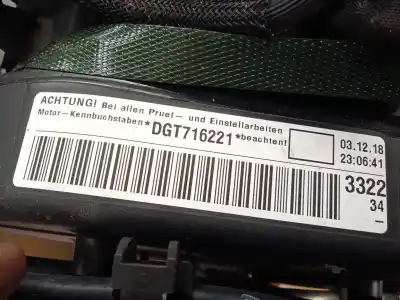 ACHTUNG! Bei allen Pruef- und Einstellarbeiten
Motor-Kennbuchstaben *DGT716221* beachten!
03.12.18
23:06:41
3322
34
-